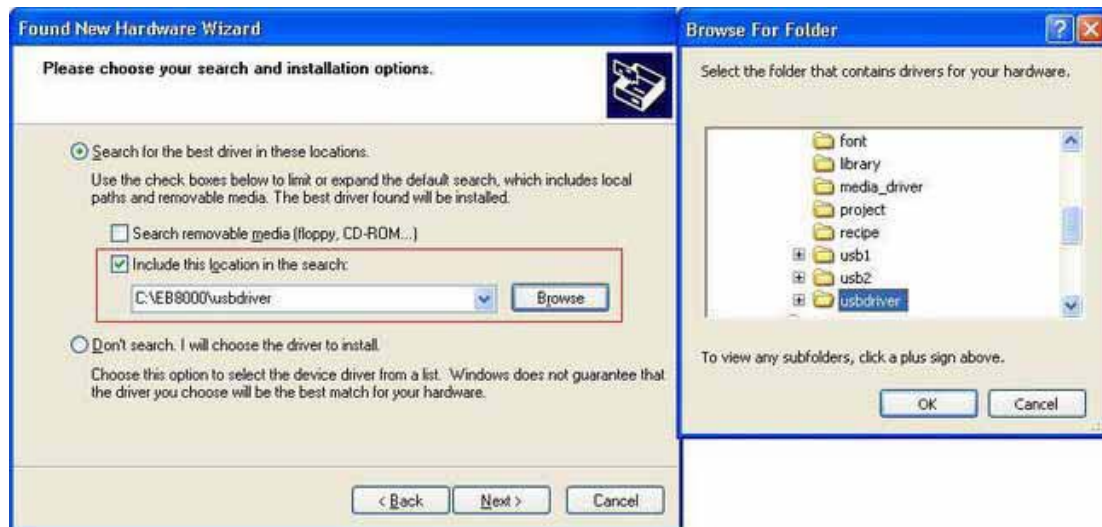 Found New Hardware Wizard
Please choose your search and installation options.
Search for the best driver in these locations.
Use the check boxes below to limit or expand the default search, which includes local
paths and removable media. The best driver found will be installed.
Search removable media (floppy, CD-ROM...)
Include this location in the search:
C:\EB8000\usbdriver
Browse
Don't search. I will choose the driver to install.
Choose this option to select the device driver from a list. Windows does not guarantee that
the driver you choose will be the best match for your hardware.
< Back
Next >
Cancel
Browse For Folder
Select the folder that contains drivers for your hardware.
font
library
media_driver
project
recipe
usb1
usb2
usbdriver
To view any subfolders, click a plus sign above.
OK
Cancel